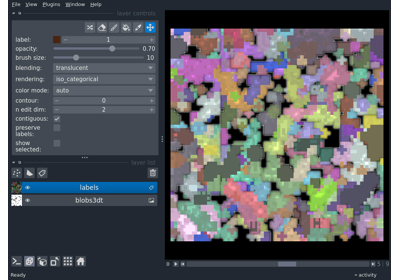 File View Plugins Window Help
layer controls
label: 1
opacity: 0.70
brush size: 10
blending: translucent
rendering: iso_categorical
color mode: auto
contour: 0
n edit dim: 2
contiguous:
preserve
labels:
show
selected:
layer list
labels
blobs3dt
Ready
activity